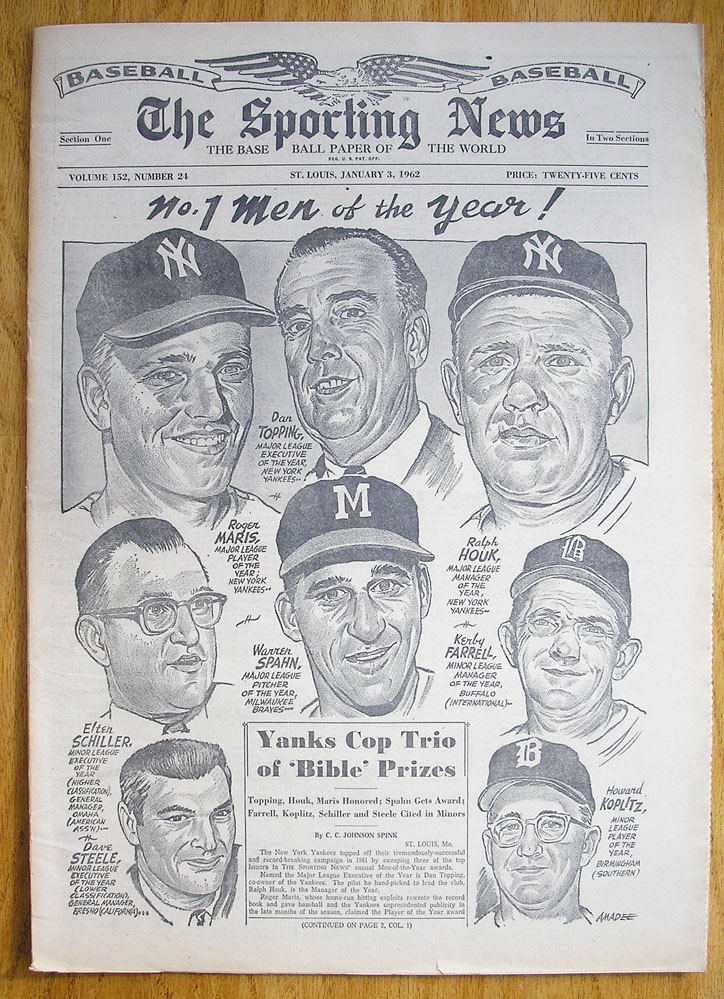 BASEBALL BASEBALL
The Sporting News
Section One
In Two Sections
THE BASE BALL PAPER OF THE WORLD
REG. U. S. PAT. OFF.
VOLUME 152, NUMBER 24
ST. LOUIS, JANUARY 3, 1962
PRICE: TWENTY-FIVE CENTS
No.1 Men of the Year!
NY
NY
Dan
TOPPING,
MAJOR LEAGUE
EXECUTIVE
OF THE YEAR,
NEW YORK
YANKEES--
M
Roger
MARIS,
MAJOR LEAGUE
PLAYER
OF THE
YEAR;
NEW YORK
YANKEES--
Ralph
HOUK,
MAJOR LEAGUE
MANAGER
OF THE
YEAR,
NEW YORK
YANKEES--
B
Warren
SPAHN,
MAJOR LEAGUE
PITCHER
OF THE YEAR,
MILWAUKEE
BRAVES--
Kerby
FARRELL,
MINOR LEAGUE
MANAGER
OF THE YEAR,
BUFFALO
(INTERNATIONAL)--
Elten
SCHILLER,
MINOR LEAGUE
EXECUTIVE
OF THE
YEAR
(HIGHER
CLASSIFICATION),
GENERAL
MANAGER,
OMAHA
(AMERICAN
ASS'N)--
Dave
STEELE,
MINOR LEAGUE
EXECUTIVE
OF THE YEAR
(LOWER
CLASSIFICATION),
GENERAL MANAGER,
FRESNO (CALIFORNIA)...
Yanks Cop Trio
of 'Bible' Prizes
Topping, Houk, Maris Honored; Spahn Gets Award;
Farrell, Koplitz, Schiller and Steele Cited in Minors
By C. C. JOHNSON SPINK
ST. LOUIS, Mo.
The New York Yankees topped off their tremendously-successful
and record-breaking campaign in 1961 by sweeping three of the top
honors in THE SPORTING NEWS' annual Men-of-the-Year awards.
Named the Major League Executive of the Year is Dan Topping,
co-owner of the Yankees. The pilot he hand-picked to lead the club,
Ralph Houk, is the Manager of the Year.
Roger Maris, whose home-run hitting exploits rewrote the record
book and gave baseball and the Yankees unprecedented publicity in
the late months of the season, claimed the Player of the Year award
(CONTINUED ON PAGE 2, COL. 1)
B
Howard
KOPLITZ,
MINOR
LEAGUE
PLAYER
OF THE
YEAR,
BIRMINGHAM
(SOUTHERN)
AMADEE